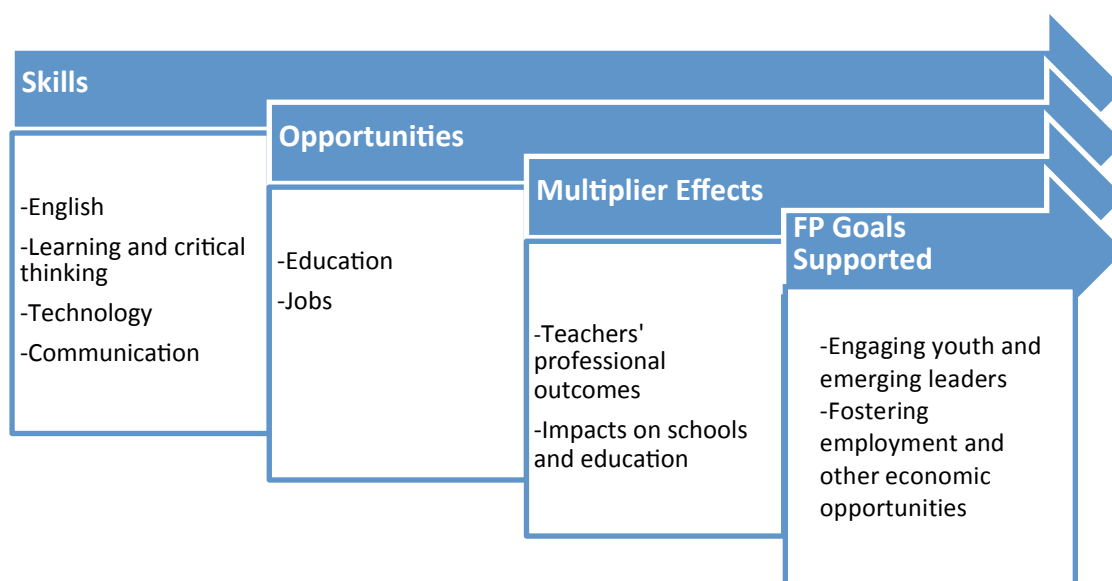 Skills
-English
-Learning and critical
thinking
-Technology
-Communication
Opportunities
-Education
-Jobs
Multiplier Effects
-Teachers'
professional
outcomes
-Impacts on schools
and education
FP Goals
Supported
-Engaging youth and
emerging leaders
-Fostering
employment and
other economic
opportunities